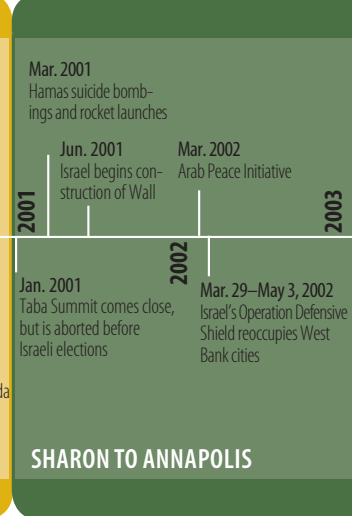 Mar. 2001
Hamas suicide bomb-
ings and rocket launches
Jun. 2001
Israel begins con-
struction of Wall
Mar. 2002
Arab Peace Initiative
2001
2002
2003
Jan. 2001
Taba Summit comes close,
but is aborted before
Israeli elections
Mar. 29–May 3, 2002
Israel's Operation Defensive
Shield reoccupies West
Bank cities
SHARON TO ANNAPOLIS